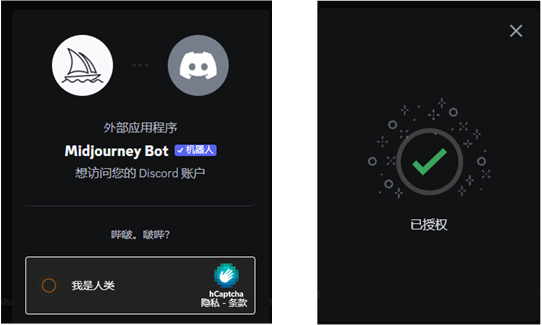 外部应用程序
Midjourney Bot ✓机器人
想访问您的 Discord 账户
哔啵。啵哔？
我是人类
hCaptcha
隐私 - 条款
已授权